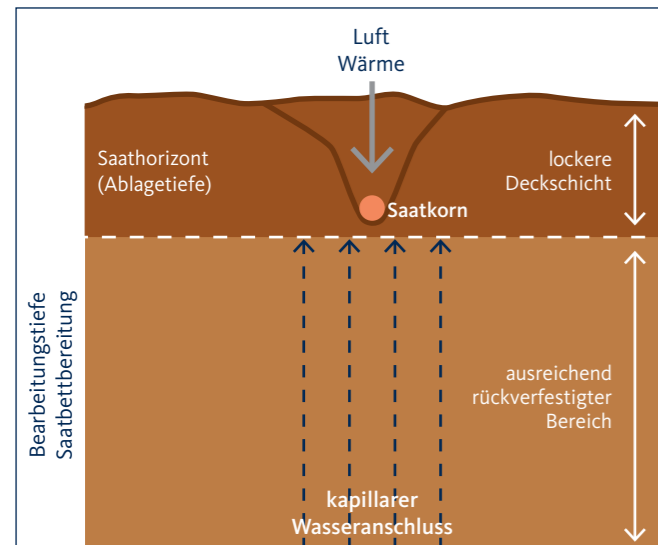 Luft
Wärme
Saathorizont
(Ablagetiefe)
lockere
Deckschicht
Saatkorn
Bearbeitungstiefe
Saatbettbereitung
ausreichend
rückverfestigter
Bereich
kapillarer
Wasseranschluss